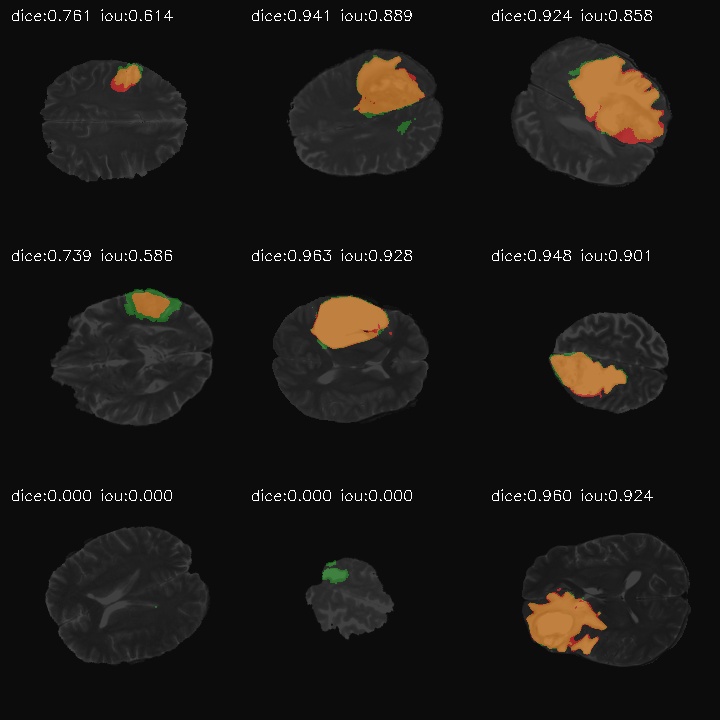 dice:0.761 iou:0.614
dice:0.941 iou:0.889
dice:0.924 iou:0.858
dice:0.739 iou:0.586
dice:0.963 iou:0.928
dice:0.948 iou:0.901
dice:0.000 iou:0.000
dice:0.000 iou:0.000
dice:0.960 iou:0.924